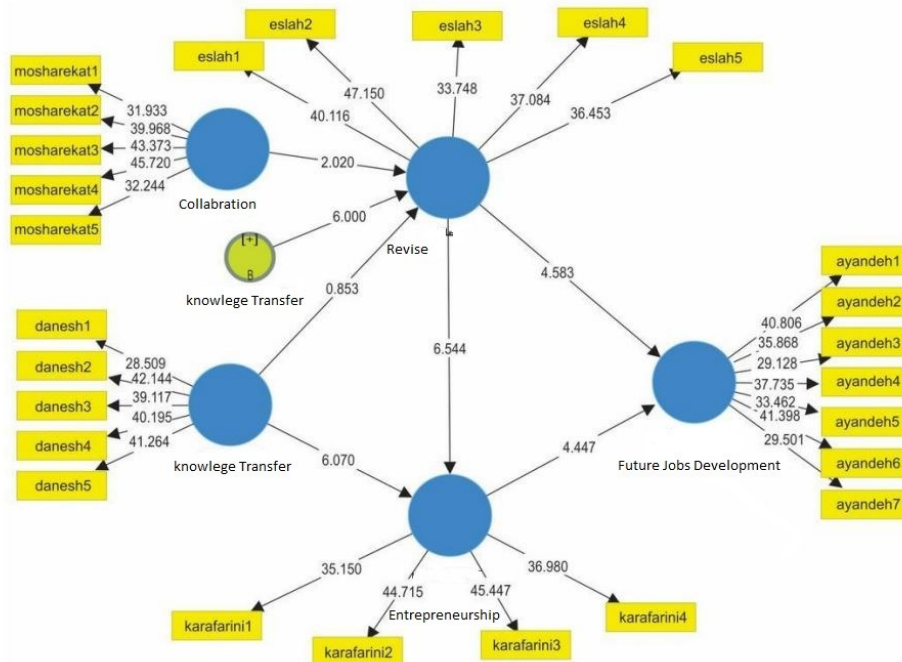 eslah1
eslah2
eslah3
eslah4
eslah5
40.116
47.150
33.748
37.084
36.453
mosharekat1
mosharekat2
mosharekat3
mosharekat4
mosharekat5
31.933
39.968
43.373
45.720
32.244
Collabration
2.020
6.000
[+]
knowlege Transfer
Revise
0.853
4.583
6.544
danesh1
danesh2
danesh3
danesh4
danesh5
28.509
42.144
39.117
40.195
41.264
knowlege Transfer
6.070
4.447
ayandeh1
ayandeh2
ayandeh3
ayandeh4
ayandeh5
ayandeh6
ayandeh7
40.806
35.868
29.128
37.735
33.462
41.398
29.501
Future Jobs Development
35.150
44.715
45.447
36.980
Entrepreneurship
karafarini1
karafarini2
karafarini3
karafarini4